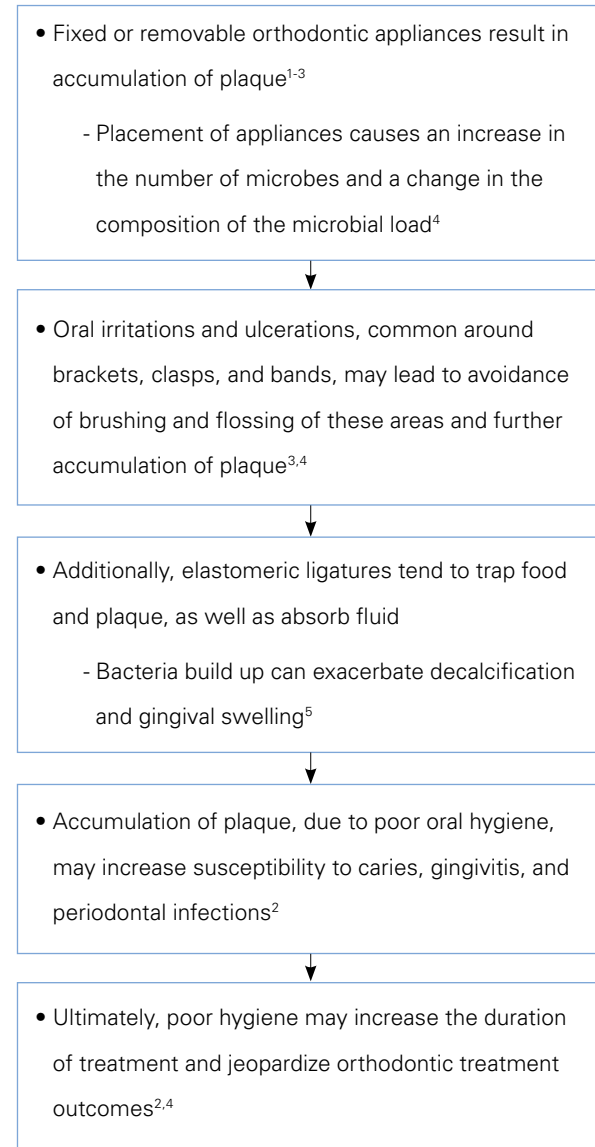 • Fixed or removable orthodontic appliances result in
accumulation of plaque¹⁻³
- Placement of appliances causes an increase in
the number of microbes and a change in the
composition of the microbial load⁴
• Oral irritations and ulcerations, common around
brackets, clasps, and bands, may lead to avoidance
of brushing and flossing of these areas and further
accumulation of plaque³,⁴
• Additionally, elastomeric ligatures tend to trap food
and plaque, as well as absorb fluid
- Bacteria build up can exacerbate decalcification
and gingival swelling⁵
• Accumulation of plaque, due to poor oral hygiene,
may increase susceptibility to caries, gingivitis, and
periodontal infections²
• Ultimately, poor hygiene may increase the duration
of treatment and jeopardize orthodontic treatment
outcomes²,⁴